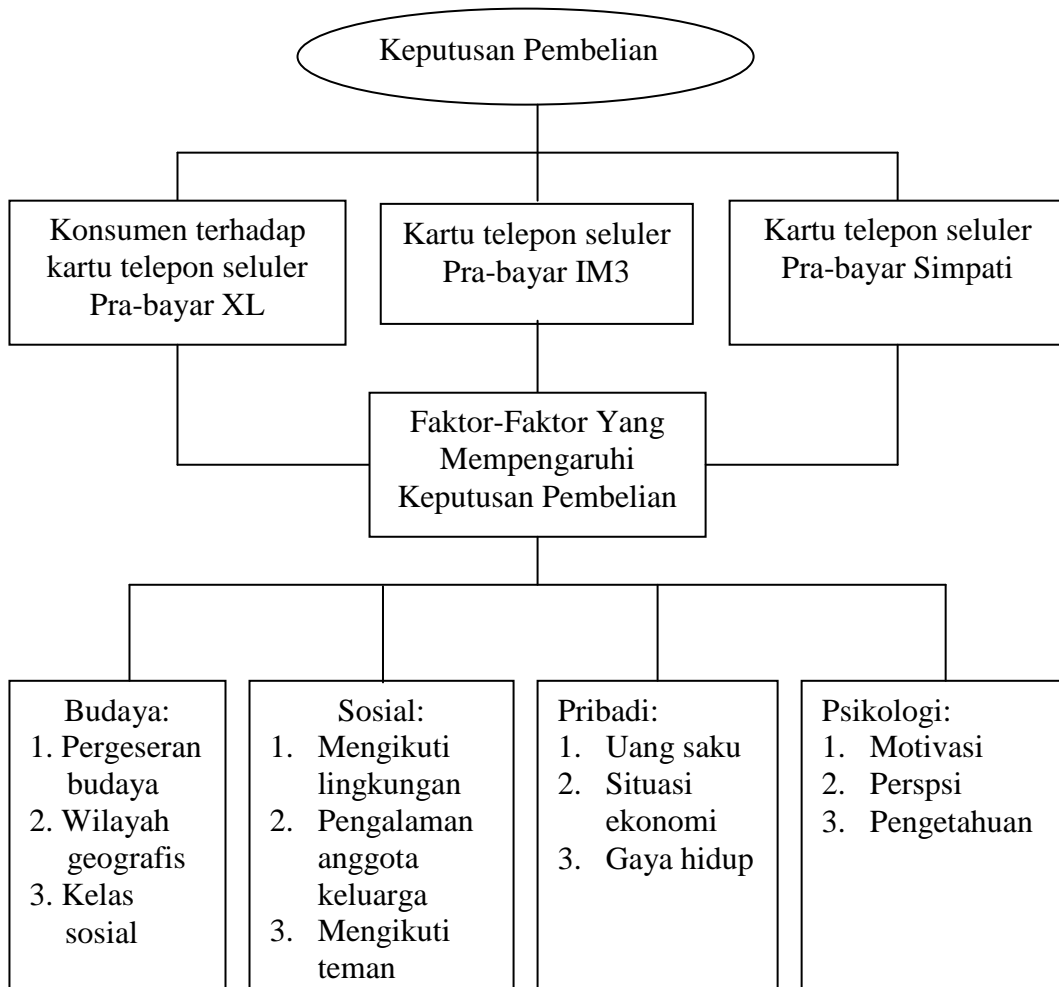 Keputusan Pembelian
Konsumen terhadap
kartu telepon seluler
Pra-bayar XL
Kartu telepon seluler
Pra-bayar IM3
Kartu telepon seluler
Pra-bayar Simpati
Faktor-Faktor Yang
Mempengaruhi
Keputusan Pembelian
Budaya:
1. Pergeseran
budaya
2. Wilayah
geografis
3. Kelas
sosial
Sosial:
1. Mengikuti
lingkungan
2. Pengalaman
anggota
keluarga
3. Mengikuti
teman
Pribadi:
1. Uang saku
2. Situasi
ekonomi
3. Gaya hidup
Psikologi:
1. Motivasi
2. Perspsi
3. Pengetahuan